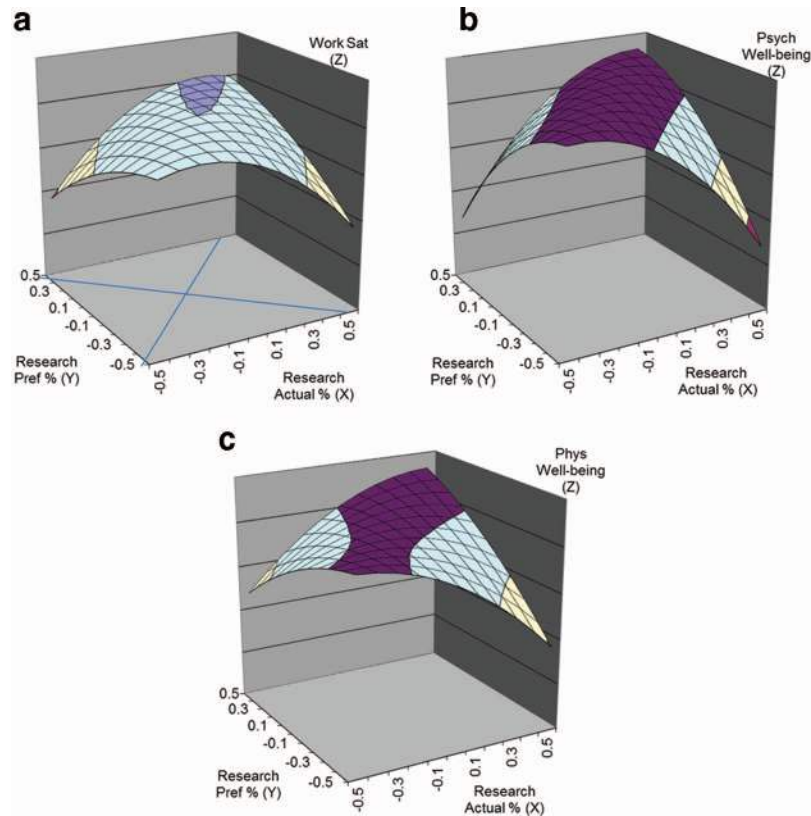 a
Work Sat
(Z)
0.5
0.3
0.1
-0.1
-0.3
-0.5
Research
Pref % (Y)
-0.5
-0.3
-0.1
0.1
0.3
0.5
Research
Actual % (X)
b
Psych
Well-being
(Z)
0.5
0.3
0.1
-0.1
-0.3
-0.5
Research
Pref % (Y)
-0.5
-0.3
-0.1
0.1
0.3
0.5
Research
Actual % (X)
c
Phys
Well-being
(Z)
0.5
0.3
0.1
-0.1
-0.3
-0.5
Research
Pref % (Y)
-0.5
-0.3
-0.1
0.1
0.3
0.5
Research
Actual % (X)